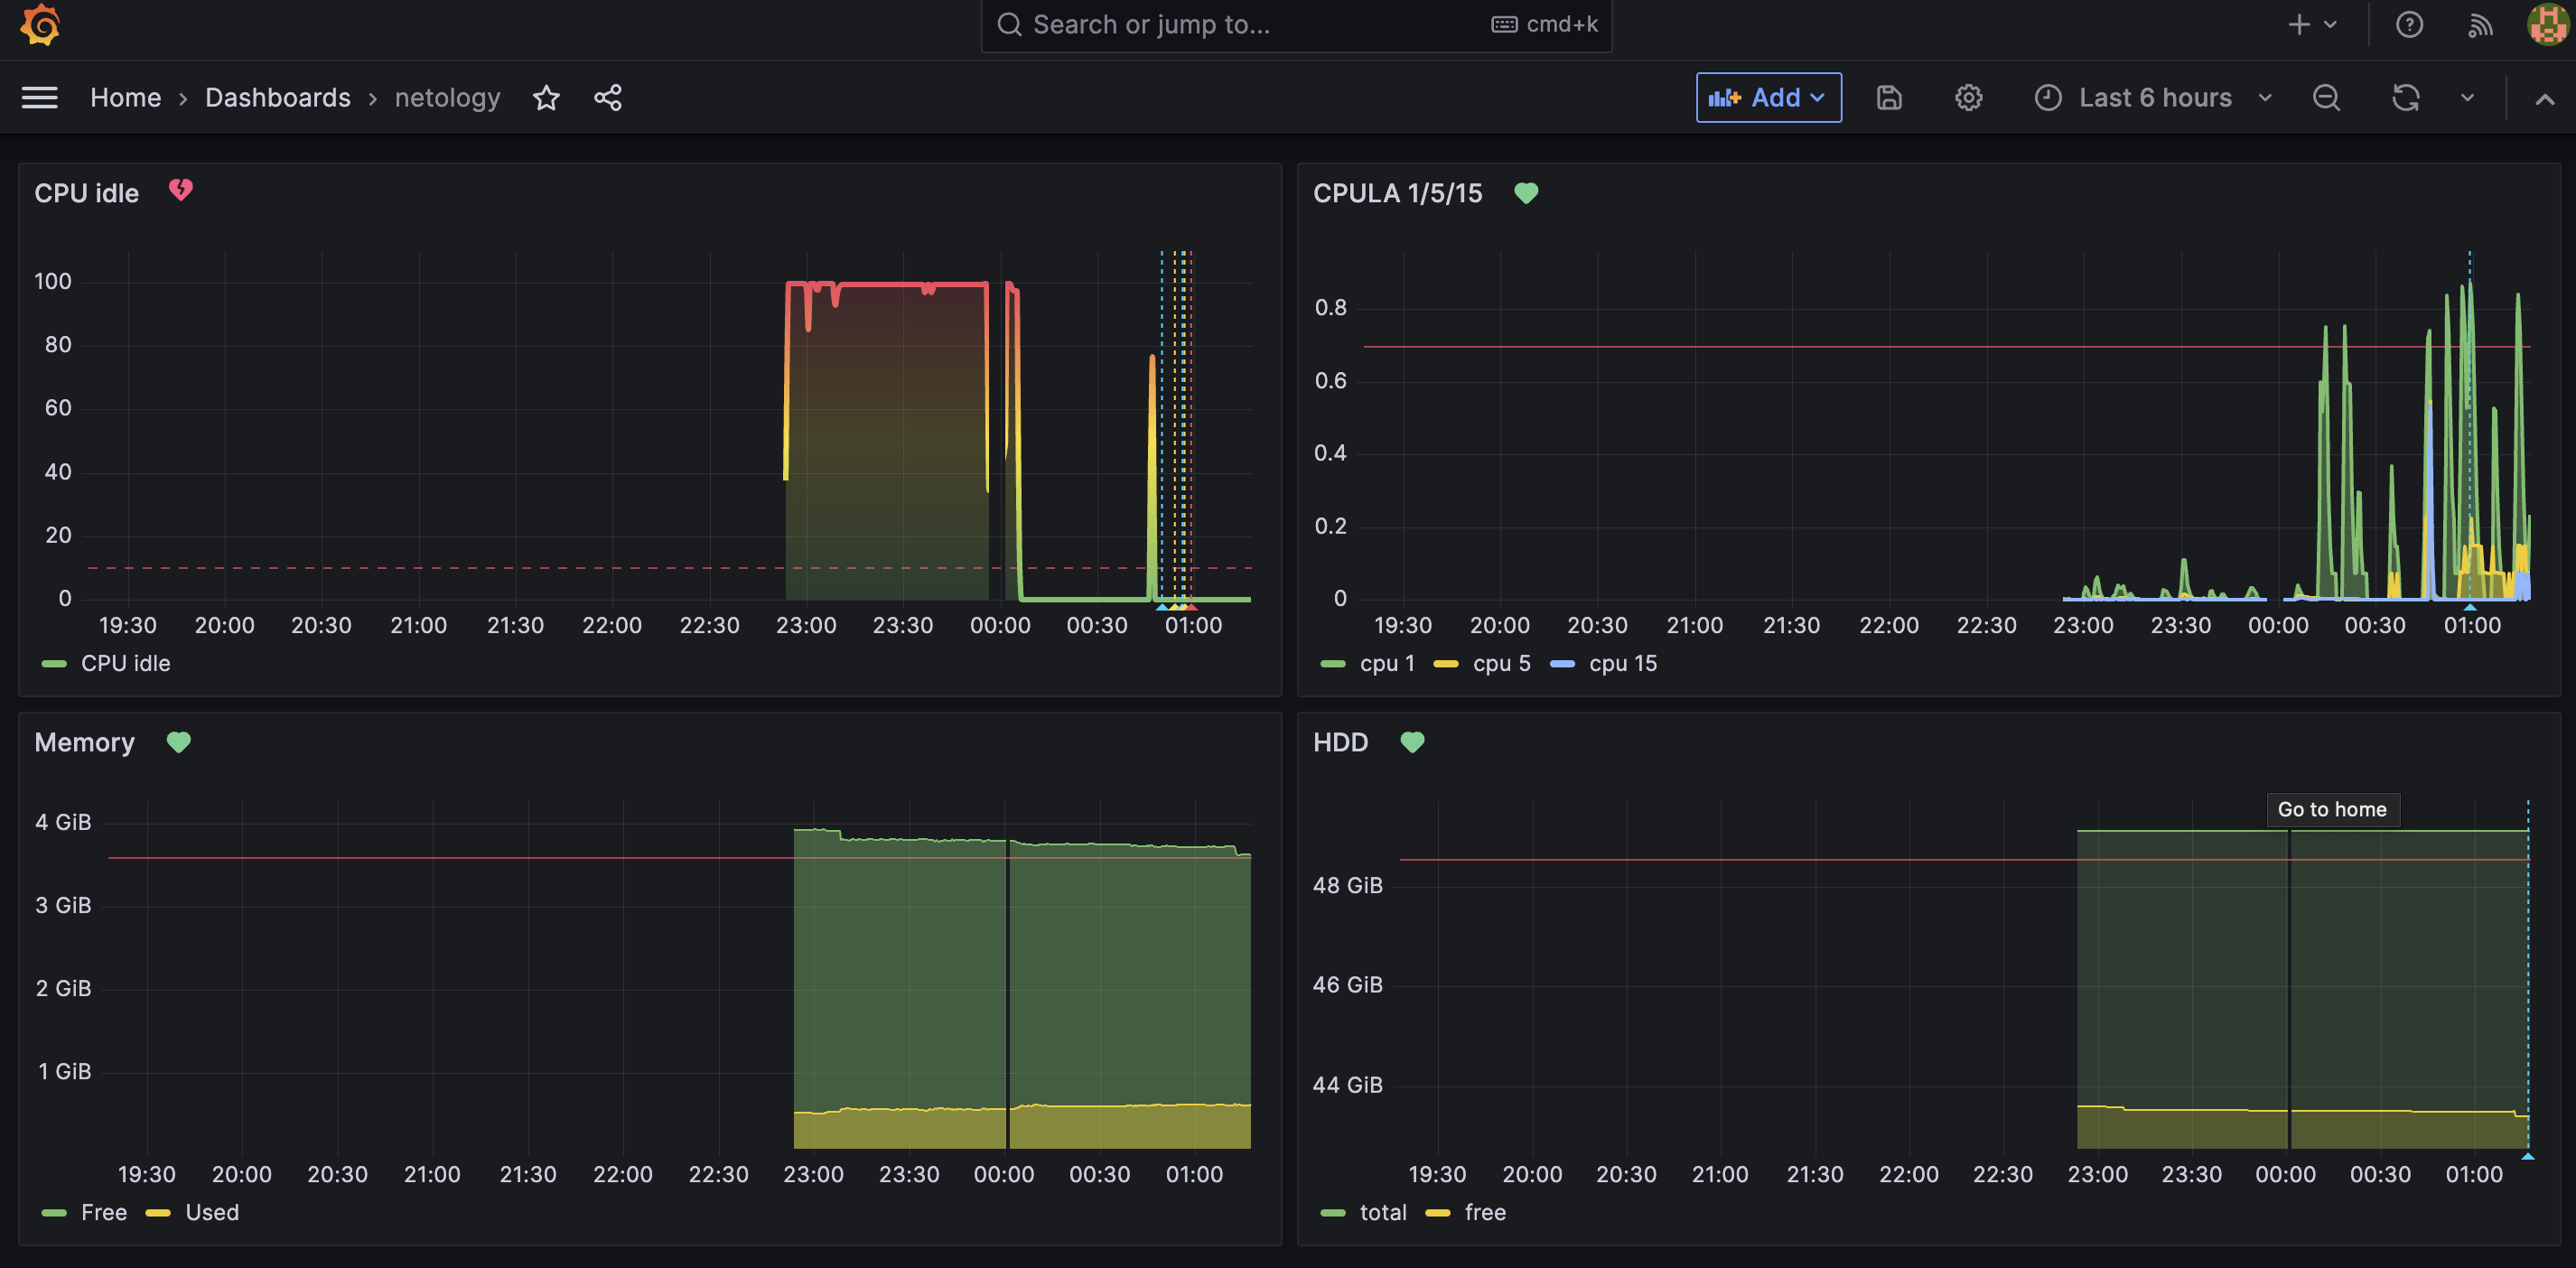 Search or jump to... cmd+k
Home › Dashboards › netology Add Last 6 hours
CPU idle
100
80
60
40
20
0
19:30 20:00 20:30 21:00 21:30 22:00 22:30 23:00 23:30 00:00 00:30 01:00
CPU idle
CPULA 1/5/15
0.8
0.6
0.4
0.2
0
19:30 20:00 20:30 21:00 21:30 22:00 22:30 23:00 23:30 00:00 00:30 01:00
cpu 1 cpu 5 cpu 15
Memory
4 GiB
3 GiB
2 GiB
1 GiB
19:30 20:00 20:30 21:00 21:30 22:00 22:30 23:00 23:30 00:00 00:30 01:00
Free Used
HDD
Go to home
48 GiB
46 GiB
44 GiB
19:30 20:00 20:30 21:00 21:30 22:00 22:30 23:00 23:30 00:00 00:30 01:00
total free